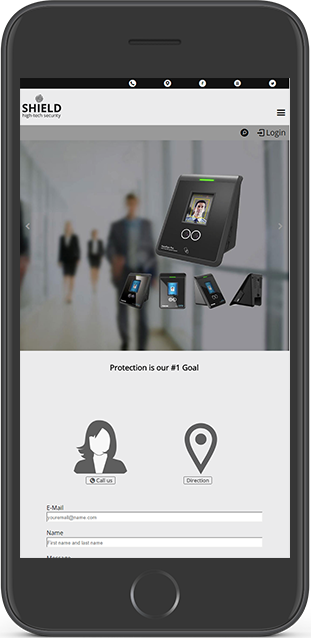 SHIELD
high-tech security
Login
Protection is our #1 Goal
Call us
Direction
E-Mail
youremail@name.com
Name
First name and last name
Message